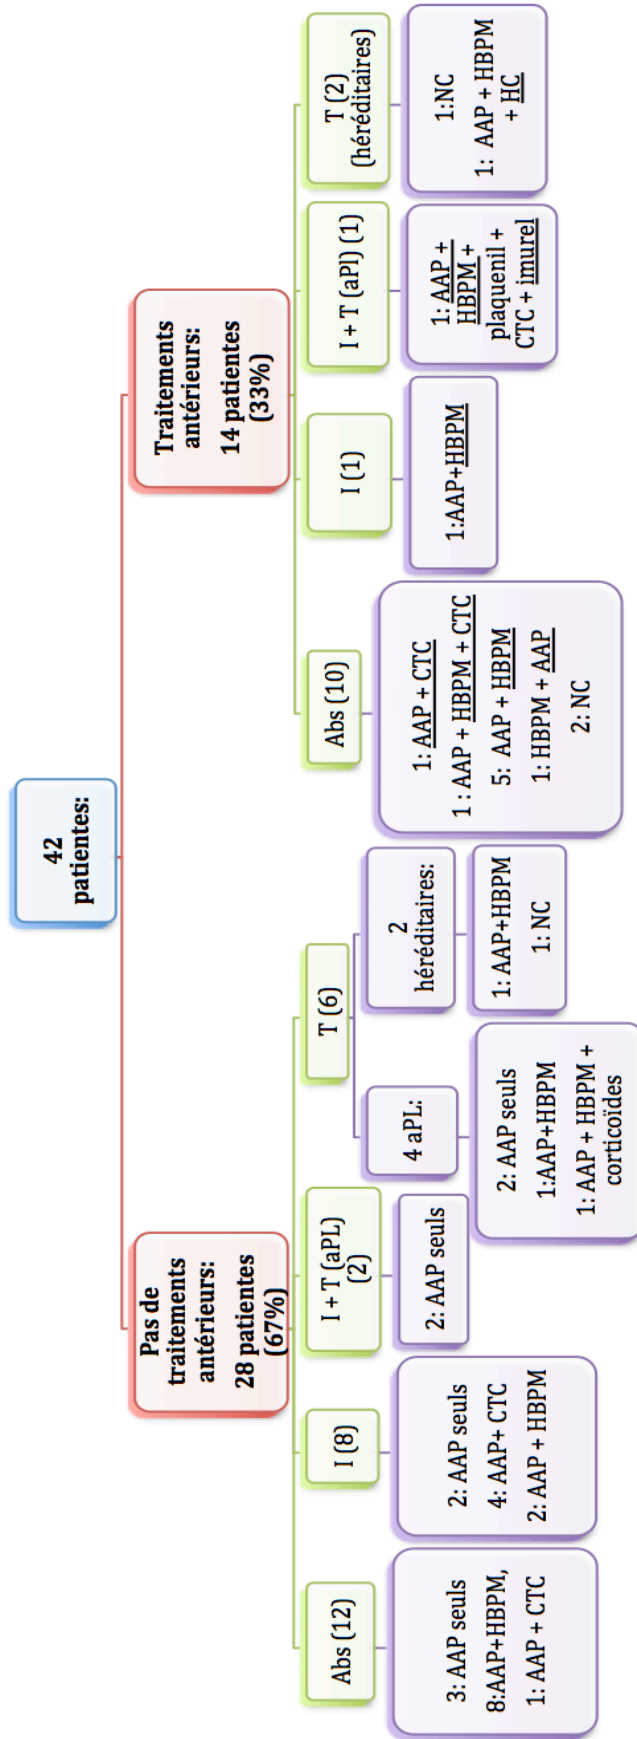 42
patientes:
Pas de
traitements
antérieurs:
28 patientes
(67%)
Traitements
antérieurs:
14 patientes
(33%)
Abs (12)
I (8)
I + T (aPL)
(2)
T (6)
Abs (10)
I (1)
I + T (aPl) (1)
T (2)
(héréditaires)
4 aPL:
2
héréditaires:
3: AAP seuls
8:AAP+HBPM,
1: AAP + CTC
2: AAP seuls
4: AAP+ CTC
2: AAP + HBPM
2: AAP seuls
2: AAP seuls
1:AAP+HBPM
1: AAP + HBPM +
corticoïdes
1: AAP+HBPM
1: NC
1: AAP + CTC
1 : AAP + HBPM + CTC
5: AAP + HBPM
1: HBPM + AAP
2: NC
1:AAP+HBPM
1: AAP +
HBPM +
plaquenil +
CTC + imurel
1:NC
1: AAP + HBPM
+ HC